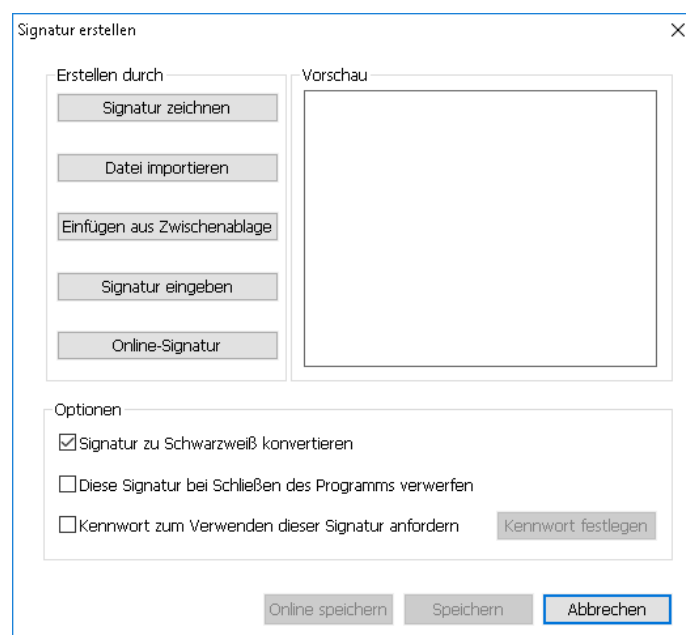 Signatur erstellen
Erstellen durch
Signatur zeichnen
Datei importieren
Einfügen aus Zwischenablage
Signatur eingeben
Online-Signatur
Vorschau
Optionen
Signatur zu Schwarzweiß konvertieren
Diese Signatur bei Schließen des Programms verwerfen
Kennwort zum Verwenden dieser Signatur anfordern
Kennwort festlegen
Online speichern
Speichern
Abbrechen